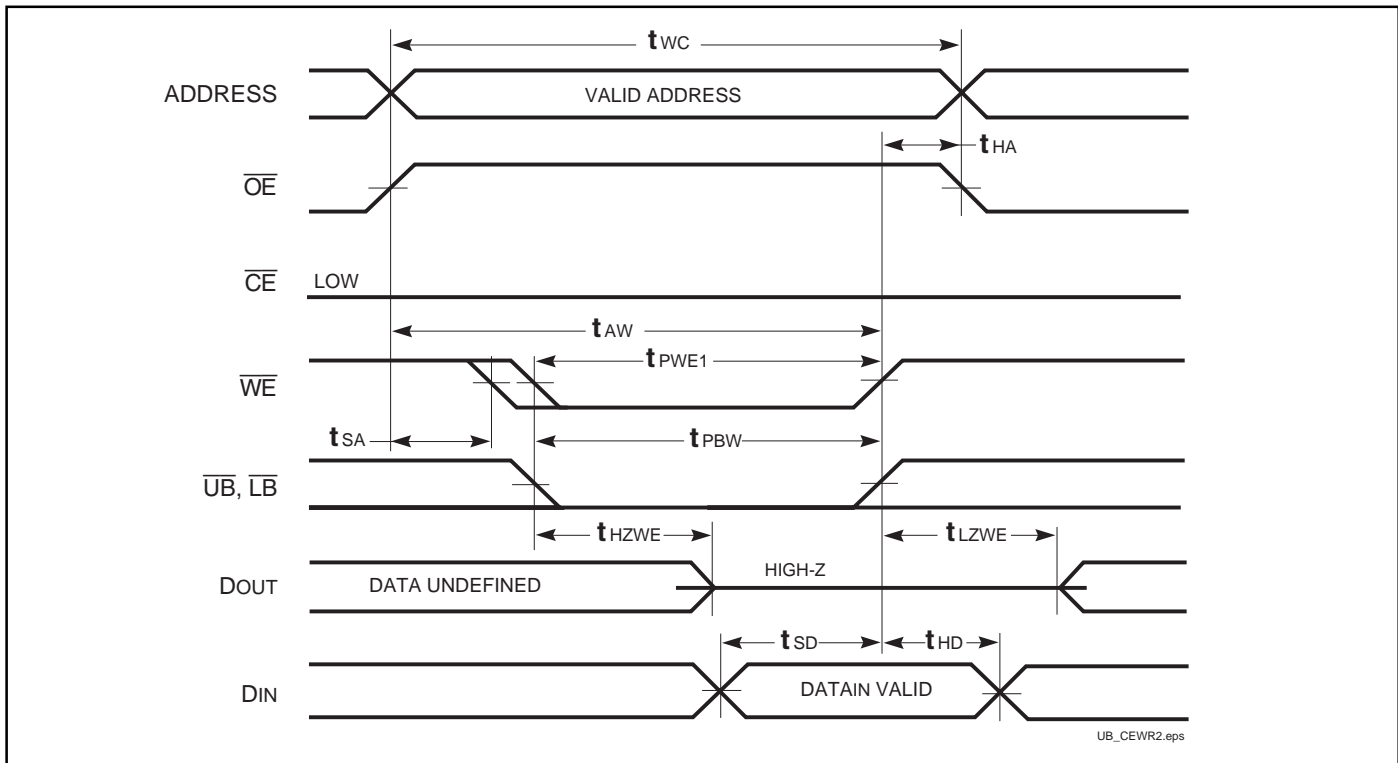 tWC
ADDRESS
VALID ADDRESS
tHA
OE
CE
LOW
tAW
tPWE1
WE
tSA
tPBW
UB, LB
tHZWE
tLZWE
DOUT
DATA UNDEFINED
HIGH-Z
tSD
tHD
DIN
DATAIN VALID
UB_CEWR2.eps